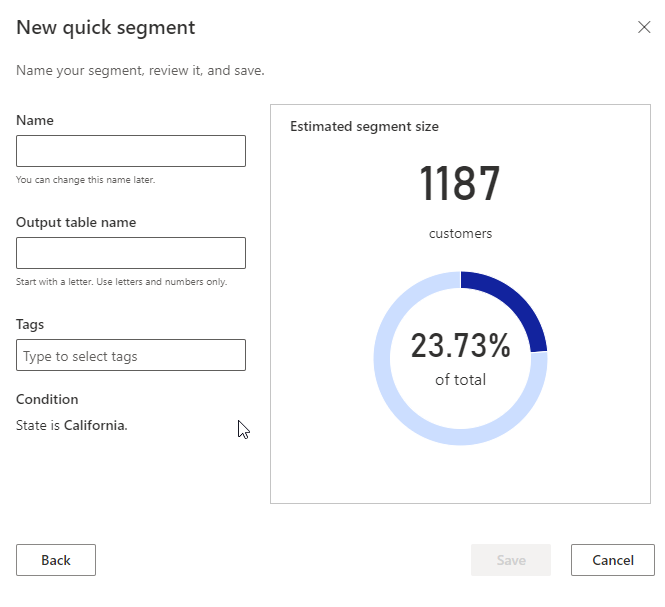 New quick segment
Name your segment, review it, and save.
Name
You can change this name later.
Output table name
Start with a letter. Use letters and numbers only.
Tags
Type to select tags
Condition
State is California.
Estimated segment size
1187
customers
23.73%
of total
Back
Save
Cancel